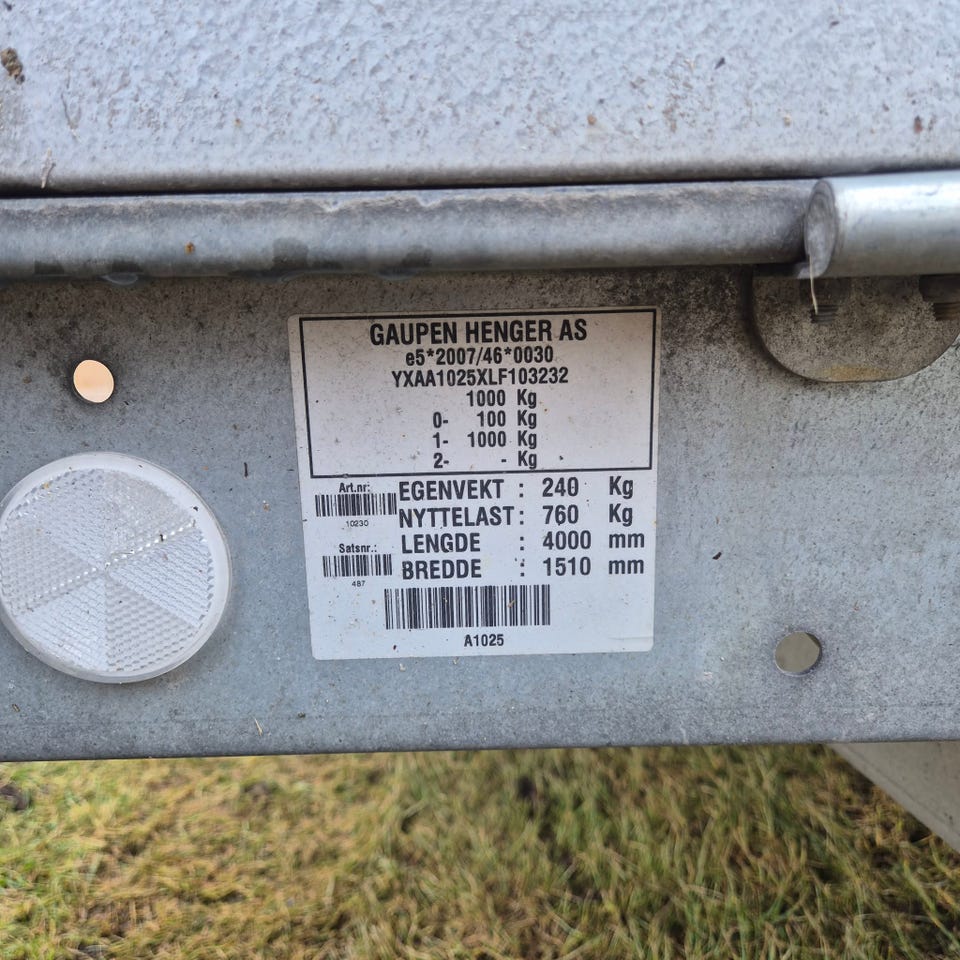 GAUPEN HENGER AS
e5*2007/46*0030
YXAA1025XLF103232
1000 Kg
0- 100 Kg
1- 1000 Kg
2- - Kg
Art.nr:
10230
Satsnr.:
487
EGENVEKT : 240 Kg
NYTTELAST : 760 Kg
LENGDE : 4000 mm
BREDDE : 1510 mm
A1025